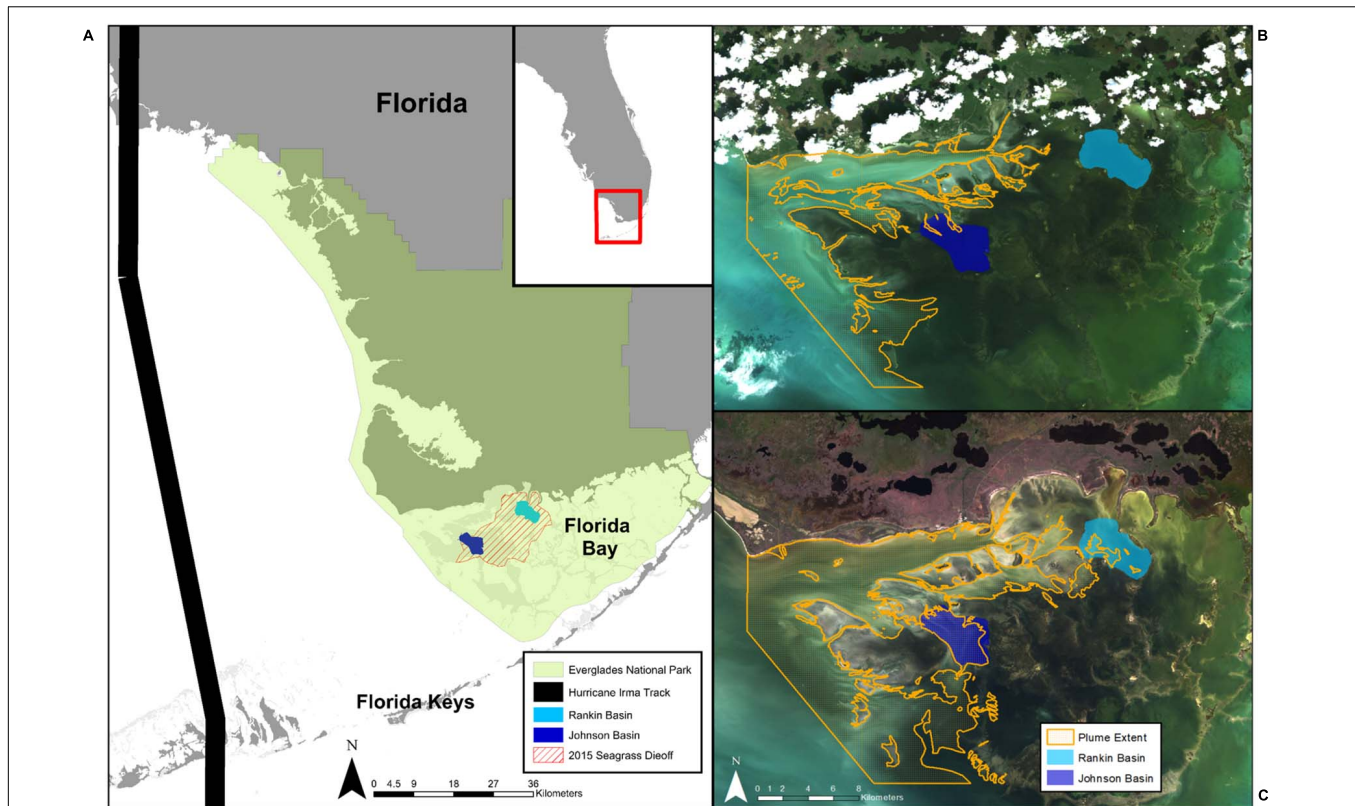 A
Florida
Florida
Bay
Florida Keys
Everglades National Park
Hurricane Irma Track
Rankin Basin
Johnson Basin
2015 Seagrass Dieoff
N
0 4.5 9 18 27 36
Kilometers
B
Plume Extent
Rankin Basin
Johnson Basin
N
0 1 2 4 6 8
Kilometers
C